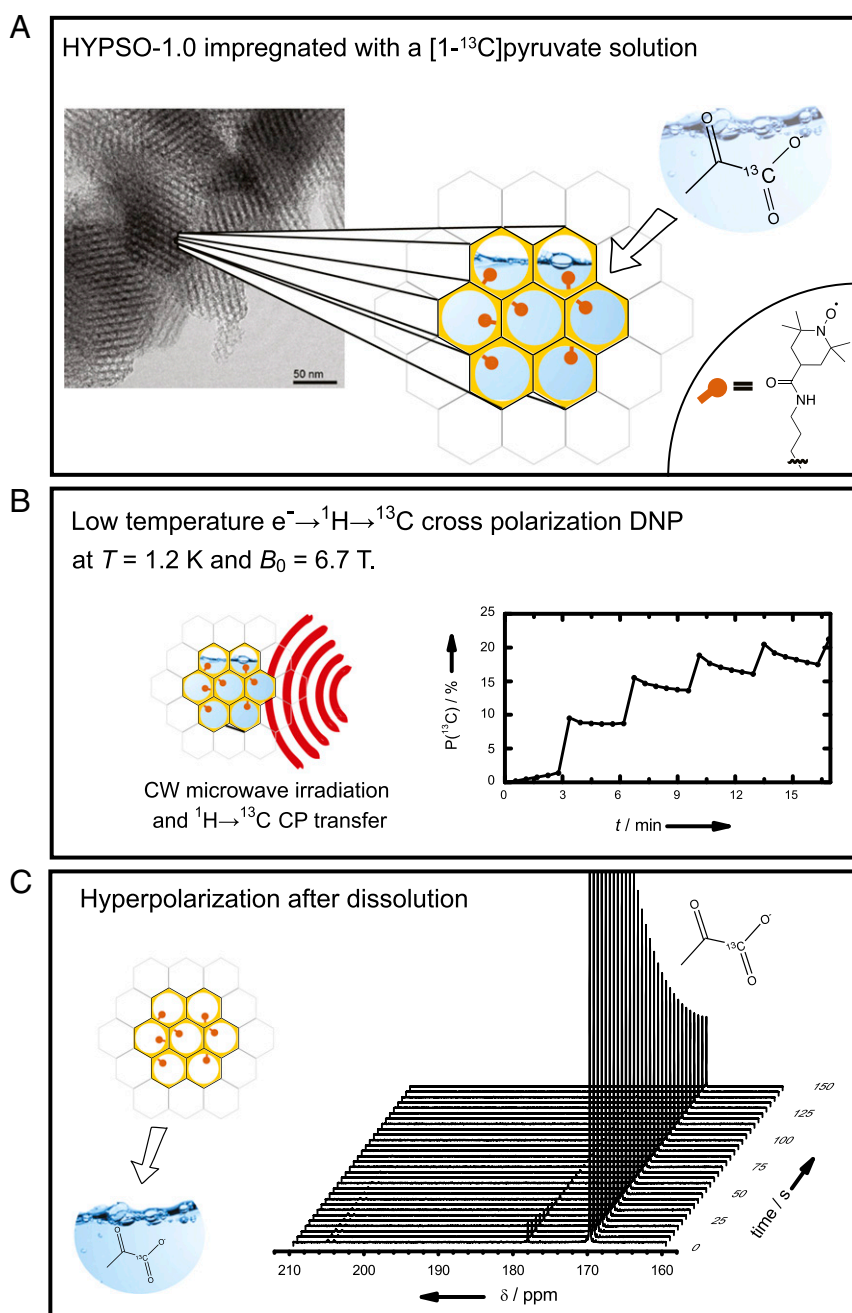 A
HYPSO-1.0 impregnated with a [1-¹³C]pyruvate solution
O
O⁻
¹³C
O
50 nm
O•
N
O
NH
=
B
Low temperature e⁻→¹H→¹³C cross polarization DNP
at T = 1.2 K and B₀ = 6.7 T.
CW microwave irradiation
and ¹H→¹³C CP transfer
P(¹³C) / %
25
20
15
10
5
0
0 3 6 9 12 15
t / min
C
Hyperpolarization after dissolution
O
O⁻
¹³C
O
O
O⁻
¹³C
O
150
125
100
75
50
25
0
time / s
210 200 190 180 170 160
δ / ppm